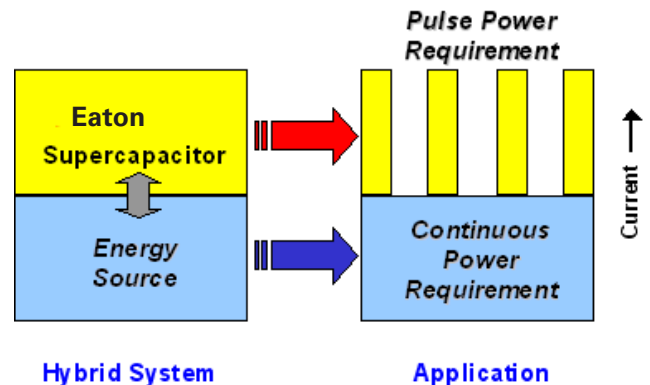 Pulse Power
Requirement
Eaton
Supercapacitor
Energy
Source
Continuous
Power
Requirement
Current
Hybrid System
Application